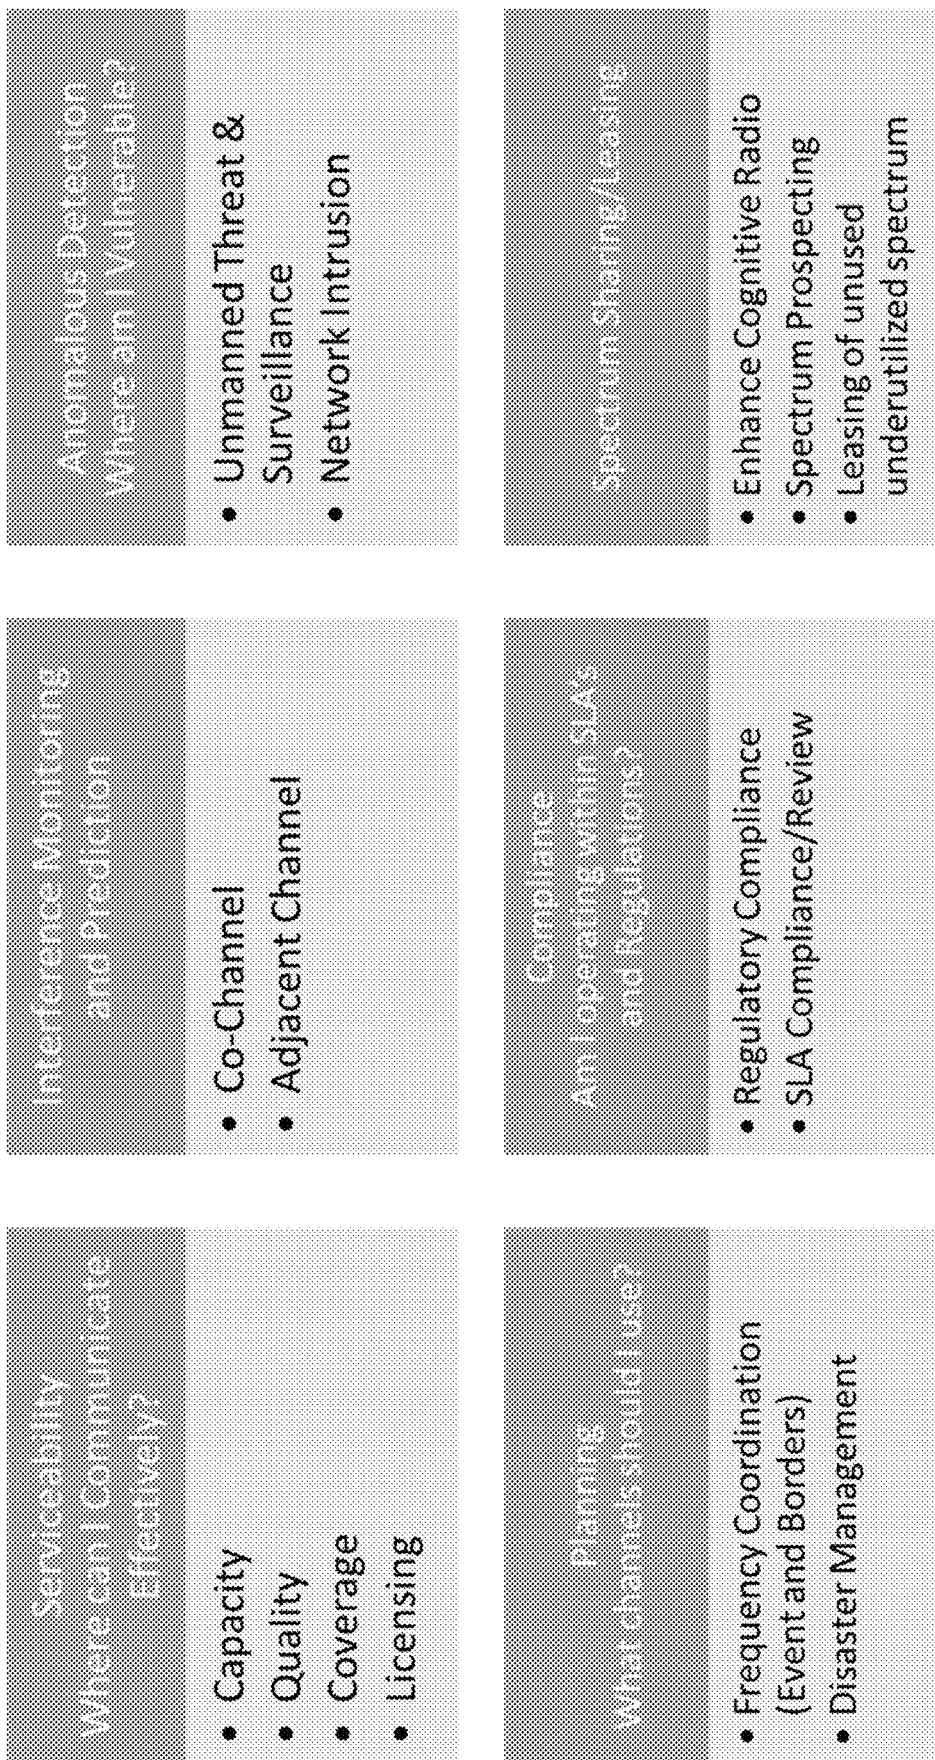 Serviceability
Where can I Communicate
Effectively?
• Capacity
• Quality
• Coverage
• Licensing
Interference Monitoring
and Prediction
• Co-Channel
• Adjacent Channel
Anomalous Detection
Where am I Vulnerable?
• Unmanned Threat &
Surveillance
• Network Intrusion
Planning
What channels should I use?
• Frequency Coordination
(Event and Borders)
• Disaster Management
Compliance
Am I operating within SLA's
and Regulations?
• Regulatory Compliance
• SLA Compliance/Review
Spectrum Sharing/Leasing
• Enhance Cognitive Radio
• Spectrum Prospecting
• Leasing of unused
underutilized spectrum